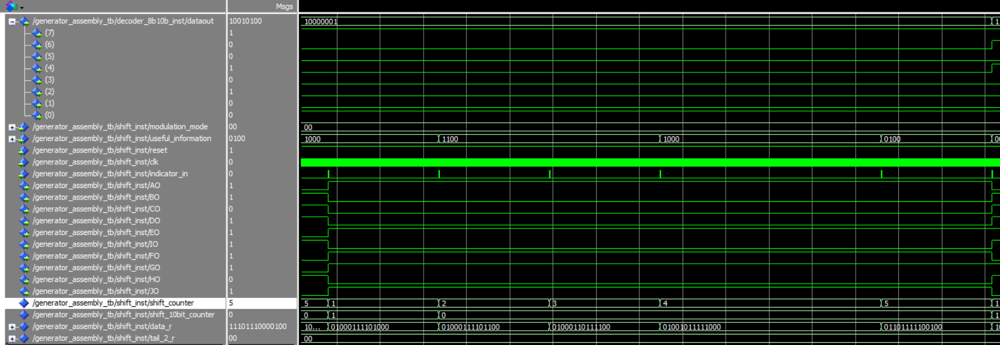 Msgs
/generator_assembly_tb/decoder_8b10b_inst/dataout 10010100 10000001 1
(7) 1
(6) 0
(5) 0
(4) 1
(3) 0
(2) 1
(1) 0
(0) 0
/generator_assembly_tb/shift_inst/modulation_mode 00 00
/generator_assembly_tb/shift_inst/useful_information 0100 1000 1100 1000 0100 00
/generator_assembly_tb/shift_inst/reset 1
/generator_assembly_tb/shift_inst/clk 0
/generator_assembly_tb/shift_inst/indicator_in 0
/generator_assembly_tb/shift_inst/AO 1
/generator_assembly_tb/shift_inst/BO 1
/generator_assembly_tb/shift_inst/CO 0
/generator_assembly_tb/shift_inst/DO 1
/generator_assembly_tb/shift_inst/EO 1
/generator_assembly_tb/shift_inst/IO 1
/generator_assembly_tb/shift_inst/FO 1
/generator_assembly_tb/shift_inst/GO 1
/generator_assembly_tb/shift_inst/HO 0
/generator_assembly_tb/shift_inst/JO 1
/generator_assembly_tb/shift_inst/shift_counter 5 5 1 2 3 4 5 1
/generator_assembly_tb/shift_inst/shift_10bit_counter 0 0 1 0 1
/generator_assembly_tb/shift_inst/data_r 11101110000100 10... 01000111101000 01000111101100 01000110111100 01001011111000 01101111100100 10
/generator_assembly_tb/shift_inst/tail_2_r 00 00